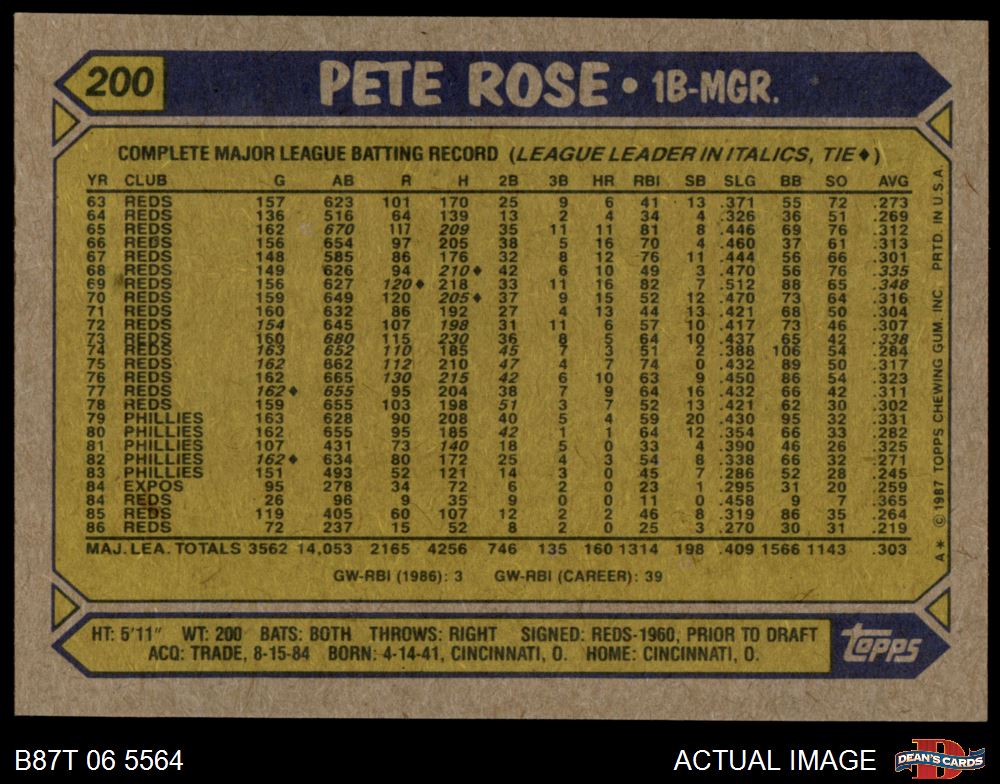 200 PETE ROSE • 1B-MGR.
COMPLETE MAJOR LEAGUE BATTING RECORD (LEAGUE LEADER IN ITALICS, TIE♦)
YR CLUB G AB R H 2B 3B HR RBI SB SLG BB SO AVG
63 REDS 157 623 101 170 25 9 6 41 13 .371 55 72 .273
64 REDS 136 516 64 139 13 2 4 34 4 .326 36 51 .269
65 REDS 162 670 117 209 35 11 11 81 8 .446 69 76 .312
66 REDS 156 654 97 205 38 5 16 70 4 .460 37 61 .313
67 REDS 148 585 86 176 32 8 12 76 11 .444 56 66 .301
68 REDS 149 626 94 210♦ 42 6 10 49 3 .470 56 76 .335
69 REDS 156 627 120♦ 218 33 11 16 82 7 .512 88 65 .348
70 REDS 159 649 120 205♦ 37 9 15 52 12 .470 73 64 .316
71 REDS 160 632 86 192 27 4 13 44 13 .421 68 50 .304
72 REDS 154 645 107 198 31 11 6 57 10 .417 73 46 .307
73 REDS 160 680 115 230 36 8 5 64 10 .437 65 42 .338
74 REDS 163 652 110 185 45 7 3 51 2 .388 106 54 .284
75 REDS 162 662 112 210 47 4 7 74 0 .432 89 50 .317
76 REDS 162 665 130 215 42 6 10 63 9 .450 86 54 .323
77 REDS 162♦ 655 95 204 38 7 9 64 16 .432 66 42 .311
78 REDS 159 655 103 198 51 3 7 52 13 .421 62 30 .302
79 PHILLIES 163 628 90 208 40 5 4 59 20 .430 95 32 .331
80 PHILLIES 162 655 95 185 42 1 1 64 12 .354 66 33 .282
81 PHILLIES 107 431 73 140 18 5 0 33 4 .390 46 26 .325
82 PHILLIES 162♦ 634 80 172 25 4 3 54 8 .338 66 32 .271
83 PHILLIES 151 493 52 121 14 3 0 45 7 .286 52 28 .245
84 EXPOS 95 278 34 72 6 2 0 23 1 .295 31 20 .259
84 REDS 26 96 9 35 9 0 0 11 0 .458 9 7 .365
85 REDS 119 405 60 107 12 2 2 46 8 .319 86 35 .264
86 REDS 72 237 15 52 8 2 0 25 3 .270 30 31 .219
MAJ. LEA. TOTALS 3562 14,053 2165 4256 746 135 160 1314 198 .409 1566 1143 .303
GW-RBI (1986): 3 GW-RBI (CAREER): 39
A* © 1987 TOPPS CHEWING GUM, INC. PRTD. IN U.S.A.
HT: 5'11" WT: 200 BATS: BOTH THROWS: RIGHT SIGNED: REDS-1960, PRIOR TO DRAFT
ACQ: TRADE, 8-15-84 BORN: 4-14-41, CINCINNATI, O. HOME: CINCINNATI, O.
topps
B87T 06 5564
ACTUAL IMAGE
D
DEAN'S CARDS